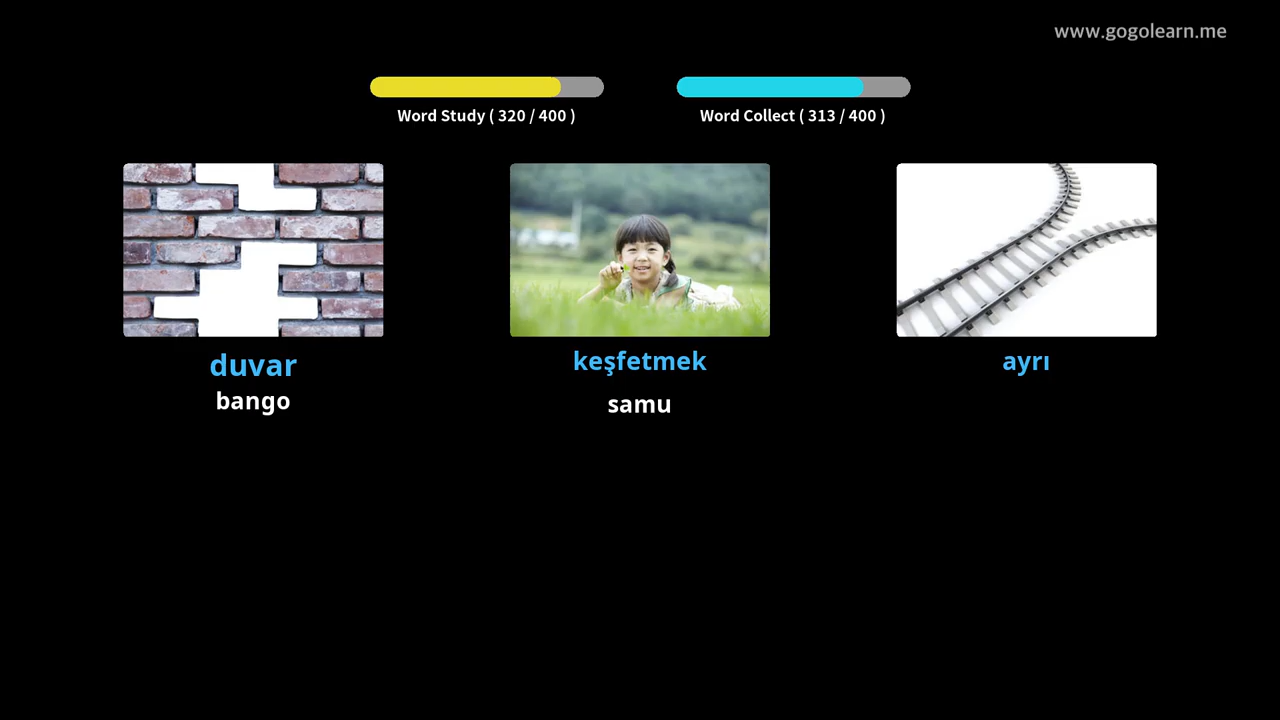 www.gogolearn.me
Word Study ( 320 / 400 )
Word Collect ( 313 / 400 )
duvar
bango
keşfetmek
samu
ayrı